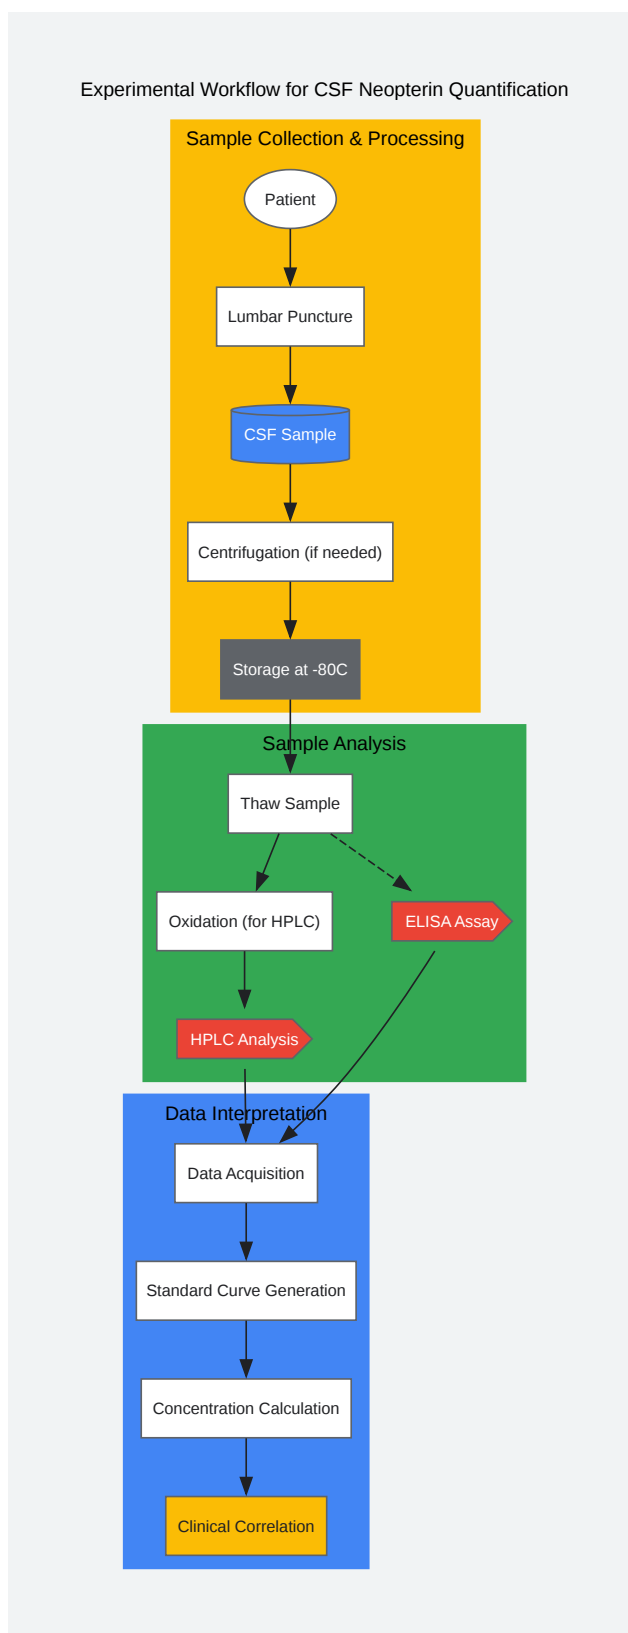 Experimental Workflow for CSF Neopterin Quantification
Sample Collection & Processing
Patient
Lumbar Puncture
CSF Sample
Centrifugation (if needed)
Storage at -80C
Sample Analysis
Thaw Sample
Oxidation (for HPLC)
ELISA Assay
HPLC Analysis
Data Interpretation
Data Acquisition
Standard Curve Generation
Concentration Calculation
Clinical Correlation